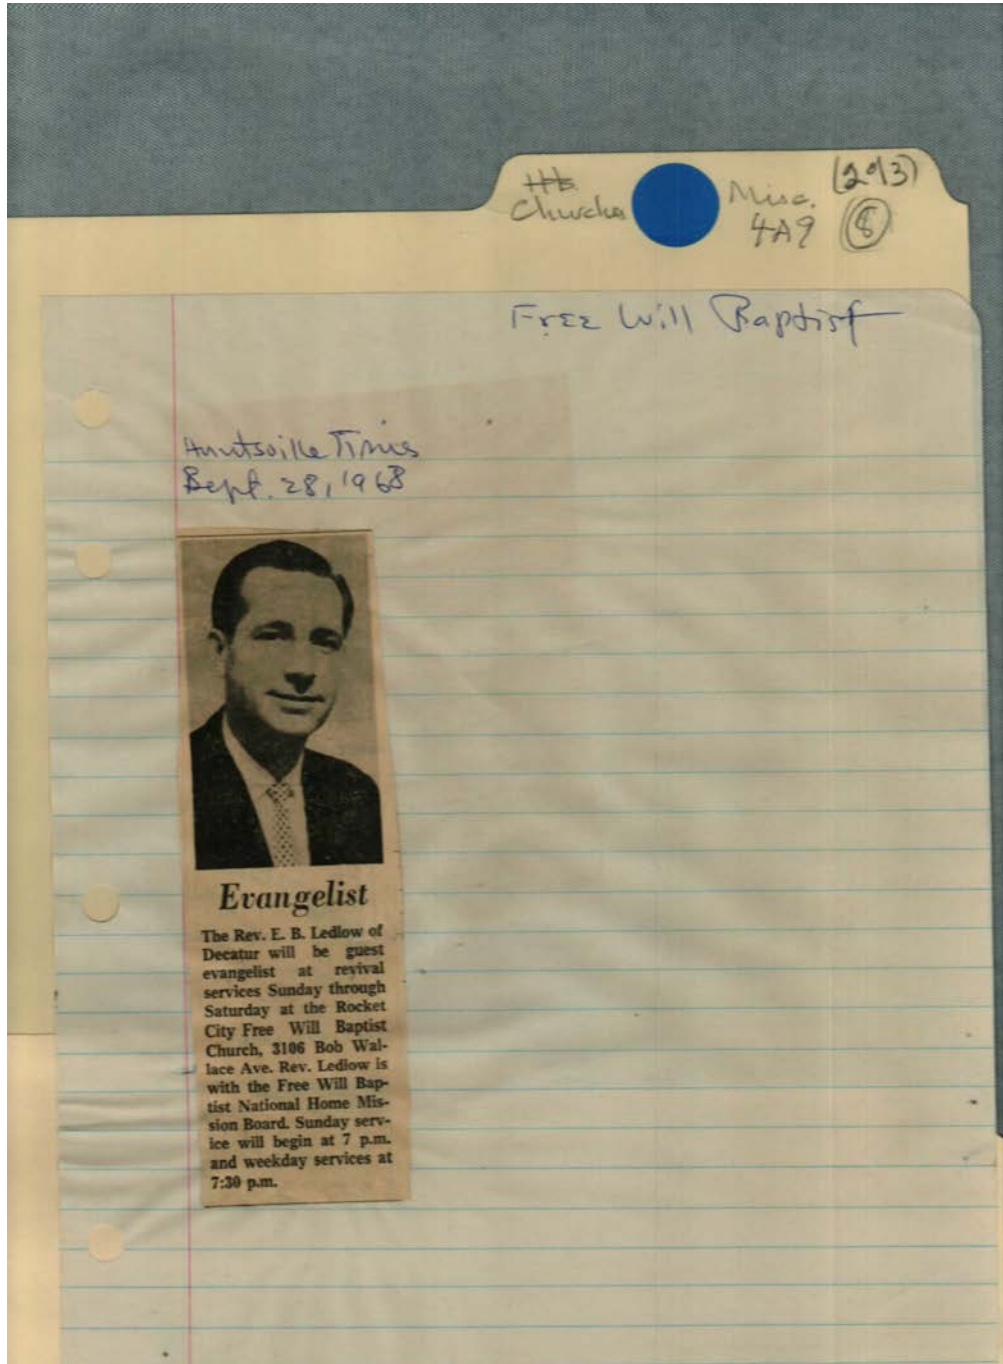 (2 of 3)
Misc.
4A9 (8)
Free Will Baptist
Huntsville Times
Sept. 28, 1968
Evangelist
The Rev. E. B. Ledlow of
Decatur will be guest
evangelist at revival
services Sunday through
Saturday at the Rocket
City Free Will Baptist
Church, 3106 Bob Wal-
lace Ave. Rev. Ledlow is
with the Free Will Bap-
tist National Home Mis-
sion Board. Sunday serv-
ice will begin at 7 p.m.
and weekday services at
7:30 p.m.